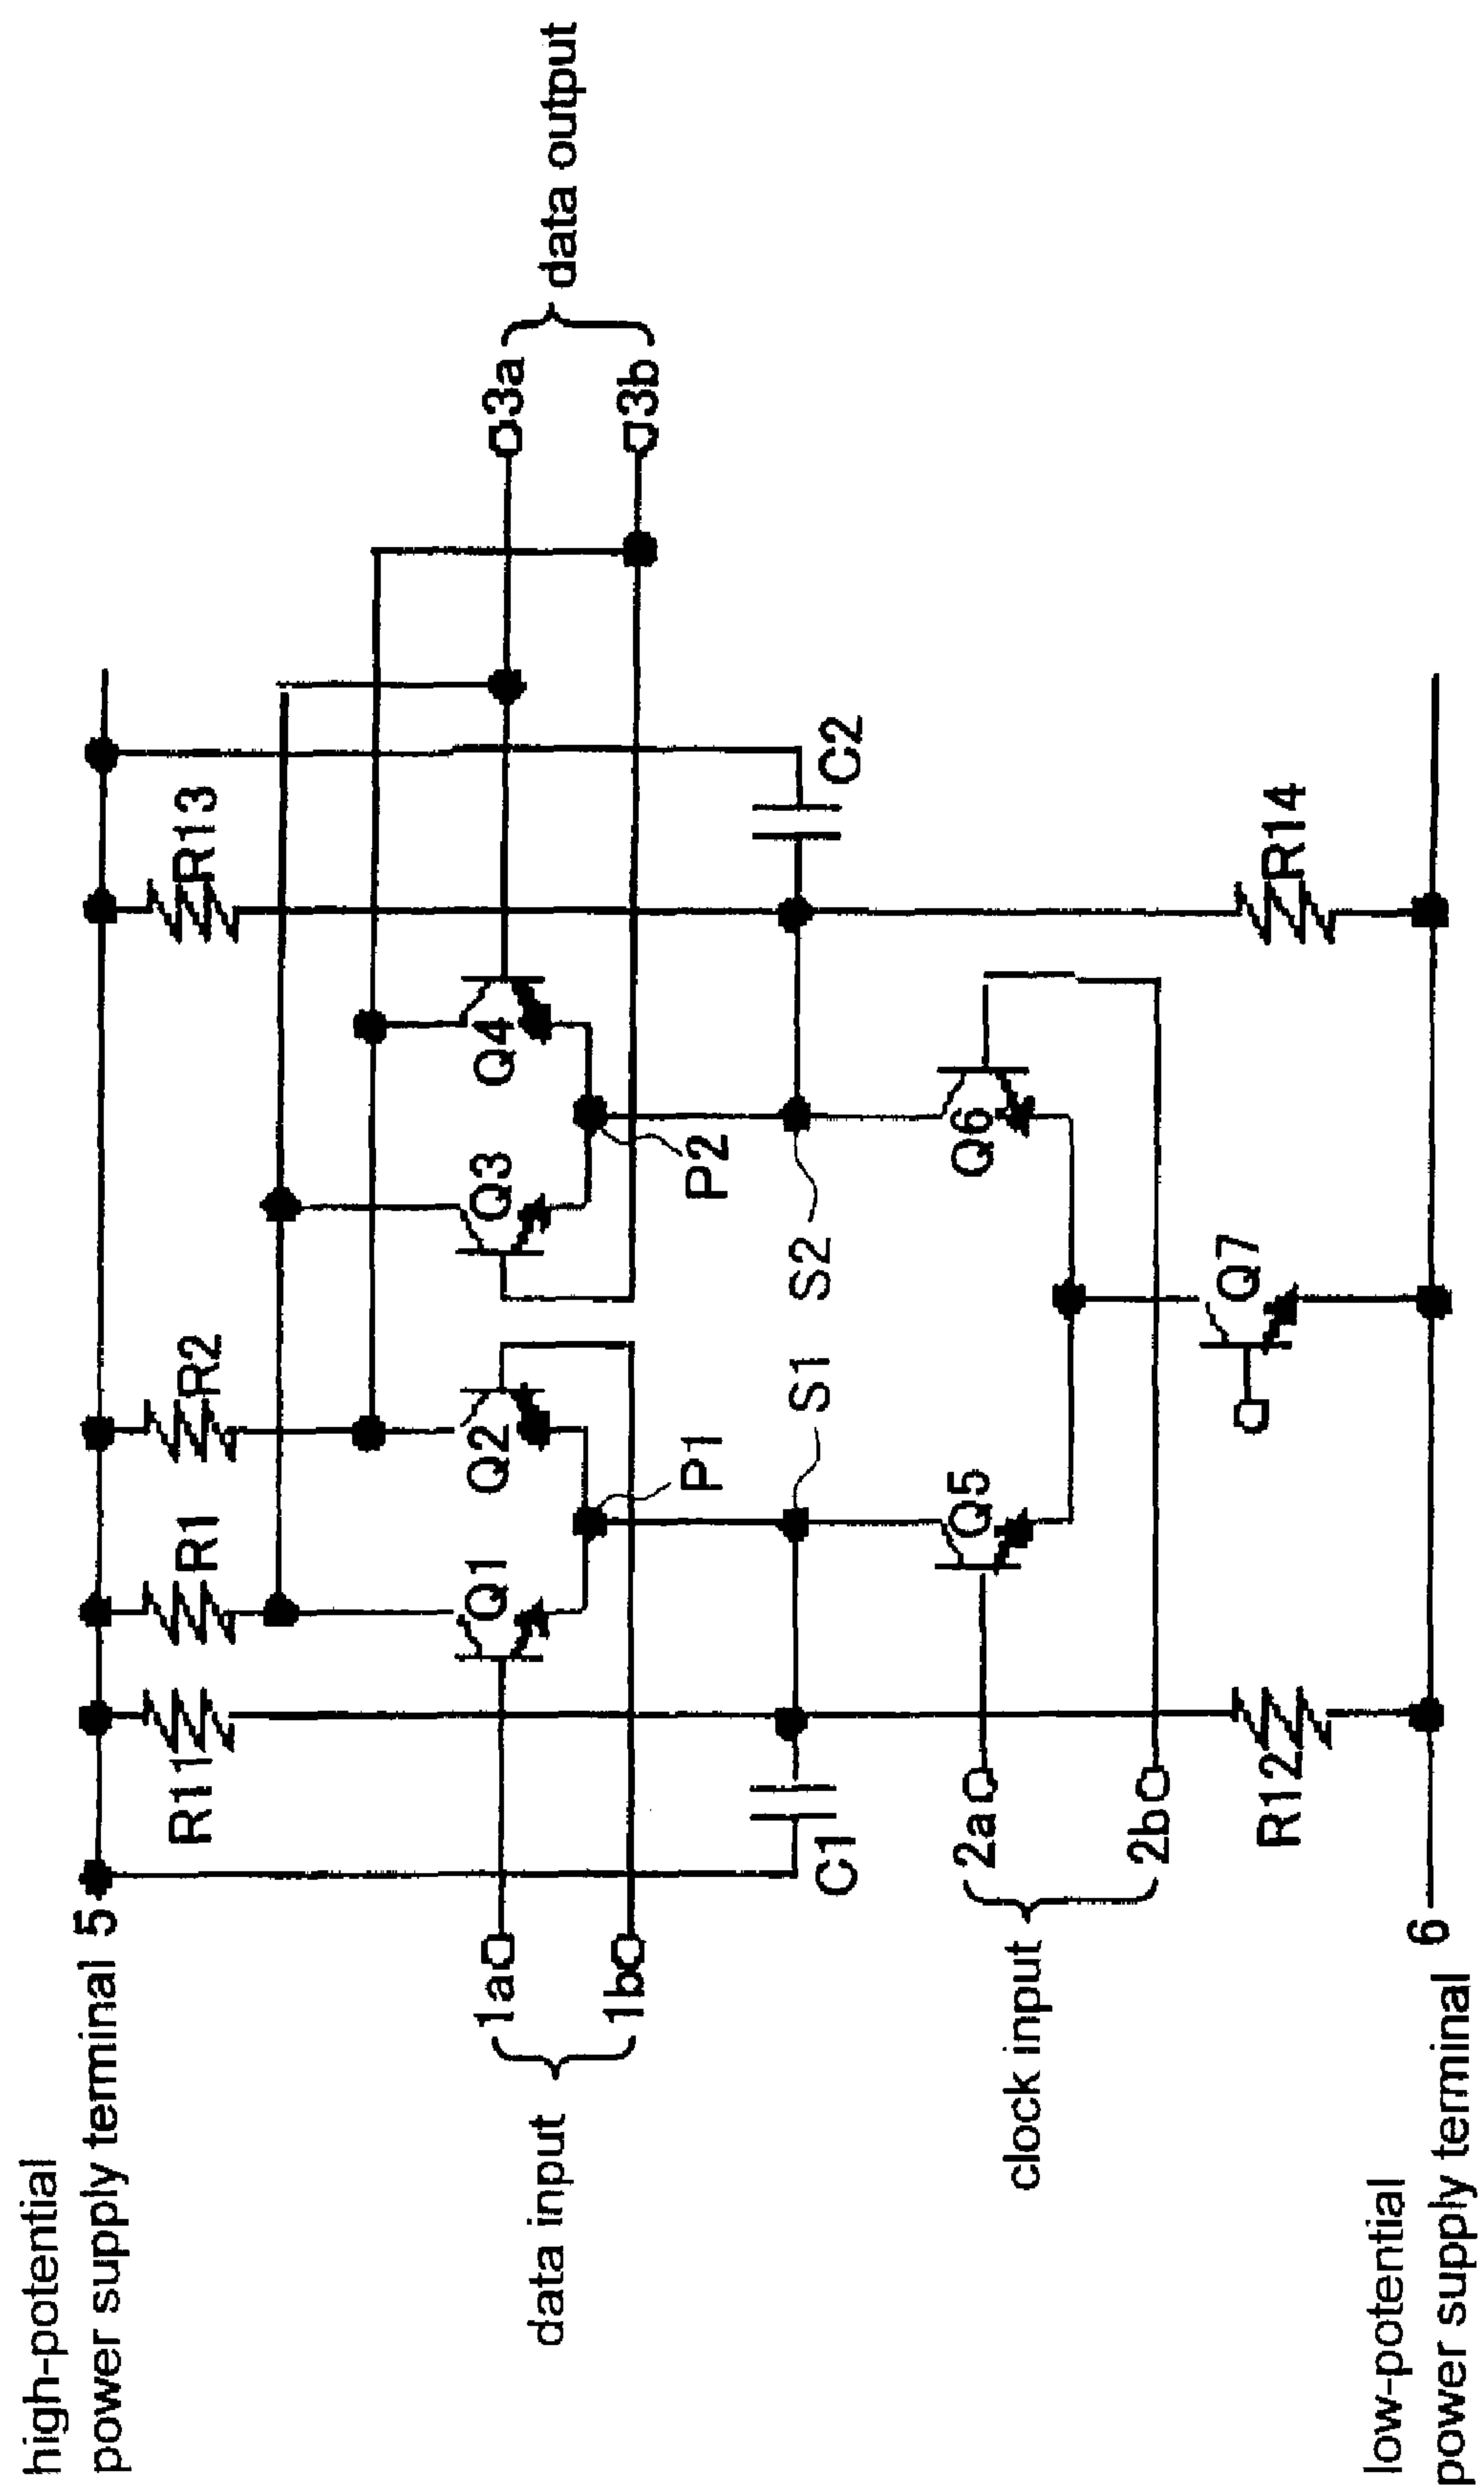 high-potential
power supply terminal 5
R11
R1
R2
R13
data input
1a
1b
Q1
Q2
Q3
Q4
3a
3b
data output
P1
P2
C1
S1
S2
C2
clock input
2a
2b
Q5
Q6
Q7
R12
R14
low-potential
power supply terminal 6